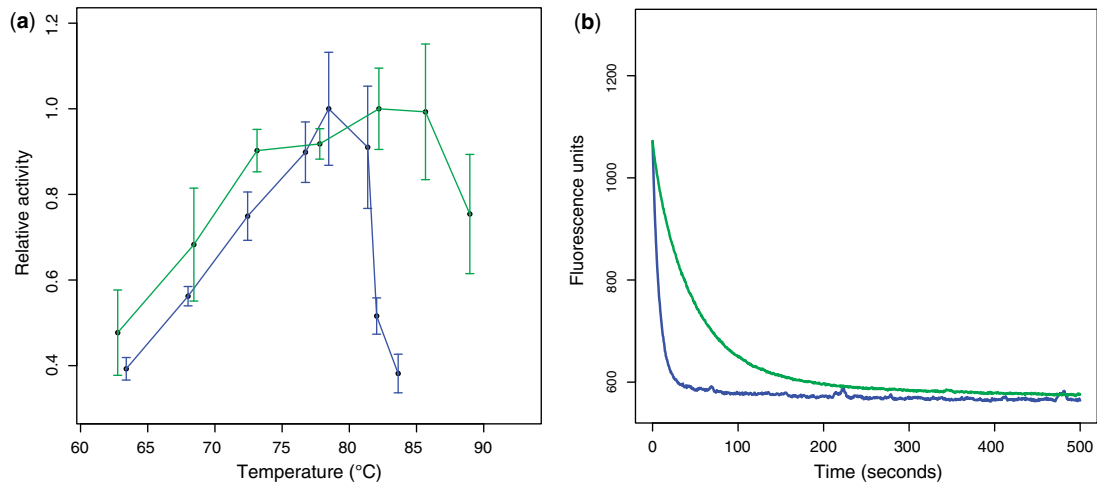 (a)
Relative activity
1.2
1.0
0.8
0.6
0.4
60 65 70 75 80 85 90
Temperature (°C)
(b)
Fluorescence units
1200
1000
800
600
0 100 200 300 400 500
Time (seconds)